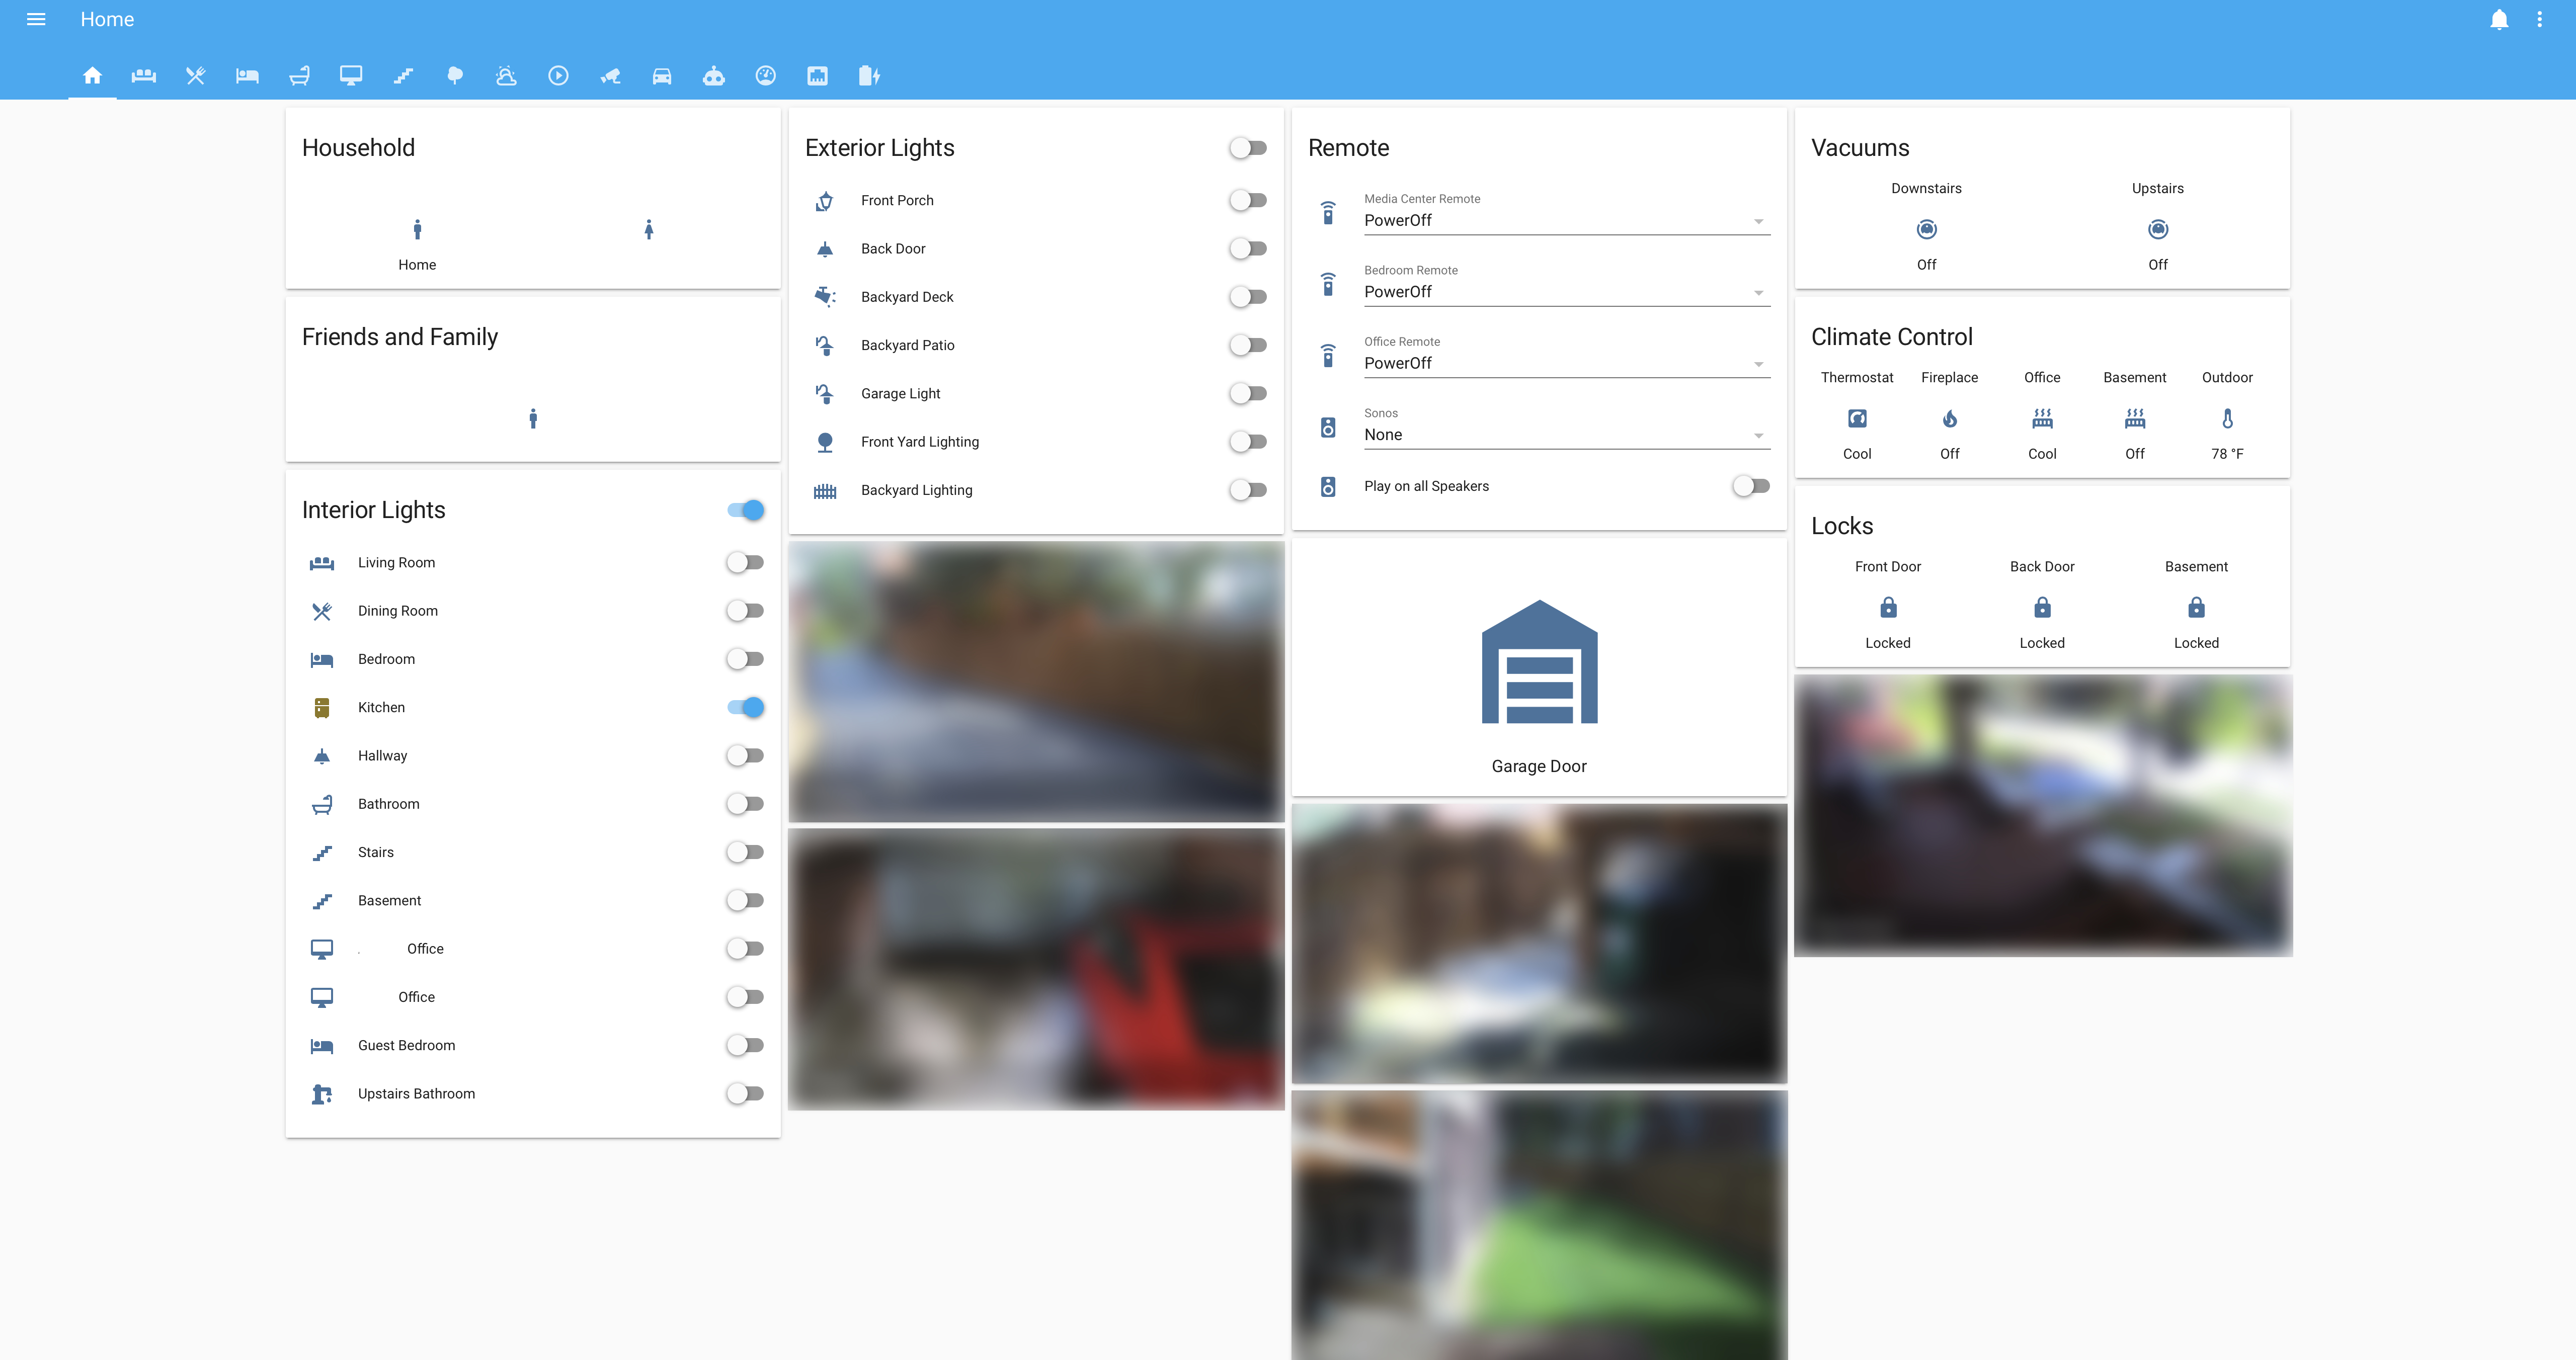 Home
Household
Home
Friends and Family
Interior Lights
Living Room
Dining Room
Bedroom
Kitchen
Hallway
Bathroom
Stairs
Basement
Office
Office
Guest Bedroom
Upstairs Bathroom
Exterior Lights
Front Porch
Back Door
Backyard Deck
Backyard Patio
Garage Light
Front Yard Lighting
Backyard Lighting
Remote
Media Center Remote
PowerOff
Bedroom Remote
PowerOff
Office Remote
PowerOff
Sonos
None
Play on all Speakers
Garage Door
Vacuums
Downstairs Upstairs
Off Off
Climate Control
Thermostat Fireplace Office Basement Outdoor
Cool Off Cool Off 78 °F
Locks
Front Door Back Door Basement
Locked Locked Locked